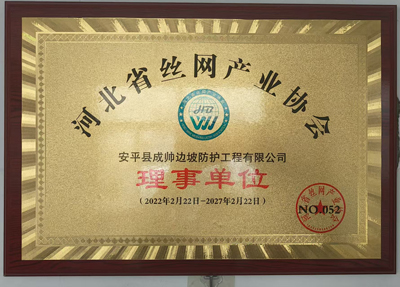 河北省丝网产业协会
安平县成帅边坡防护工程有限公司
理事单位
(2022年2月22日-2027年2月22日)
NO.052